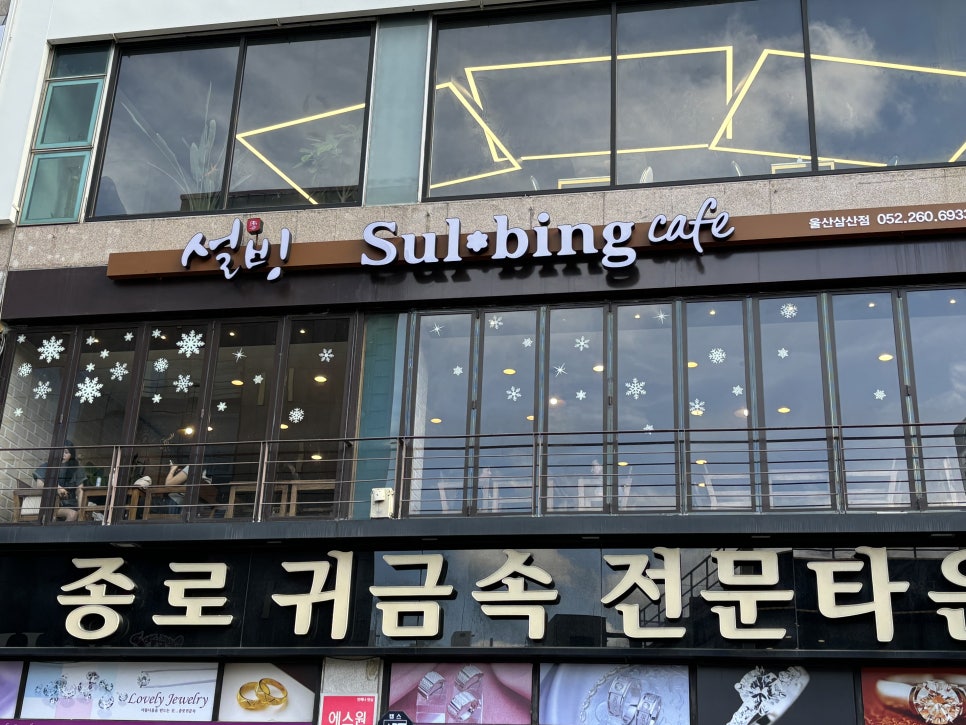 설빙 Sul*bing cafe 울산삼산점 052.260.6933
종로 귀금속 전문타운
Lovely Jewelry
에스원